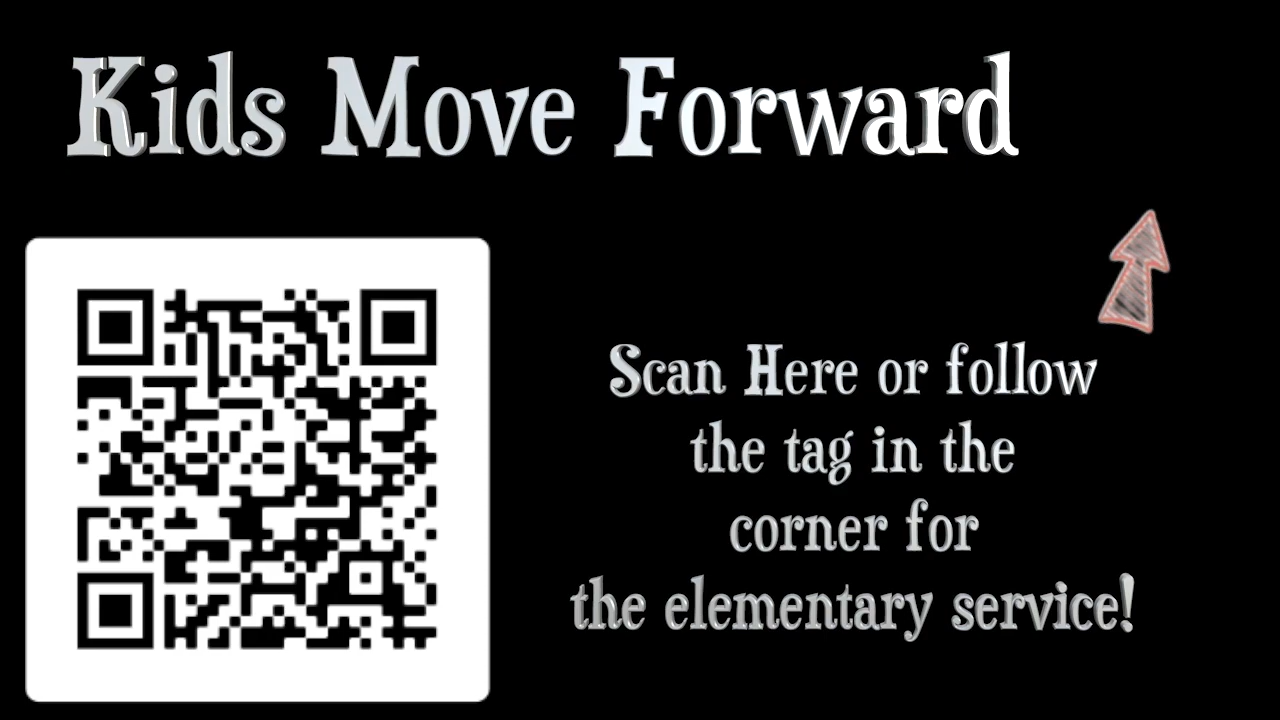 Kids Move Forward
Scan Here or follow
the tag in the
corner for
the elementary service!